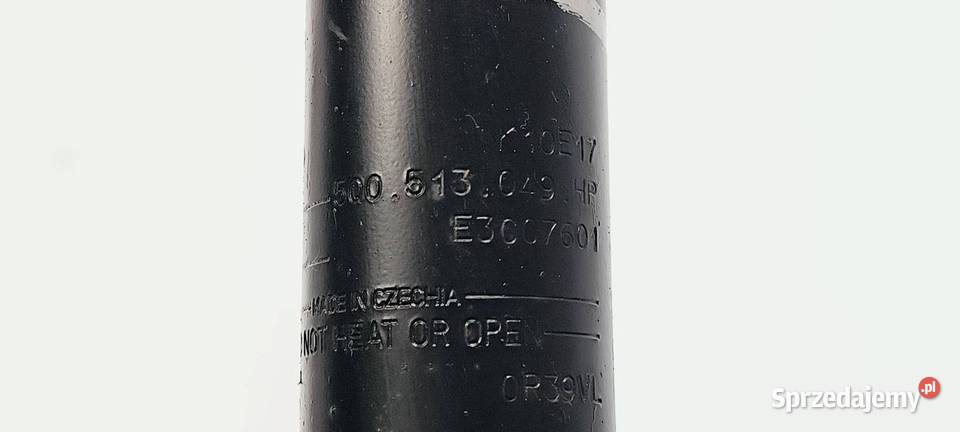 10E17
5Q0.513.049.HP
E3007601
MADE IN CZECHIA
NOT HEAT OR OPEN
0R39VL
Sprzedajemy.pl